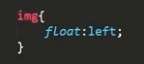 img{
    float:left;
}